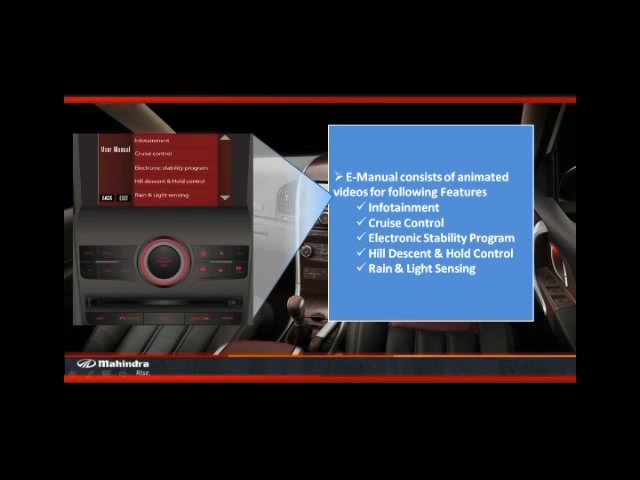 Infotainment
Cruise control
User Manual
Electronic stability program
Hill descent & Hold control
Rain & Light sensing
BACK EXIT
➢ E-Manual consists of animated
videos for following Features
✓ Infotainment
✓ Cruise Control
✓ Electronic Stability Program
✓ Hill Descent & Hold Control
✓ Rain & Light Sensing
Mahindra
Rise.